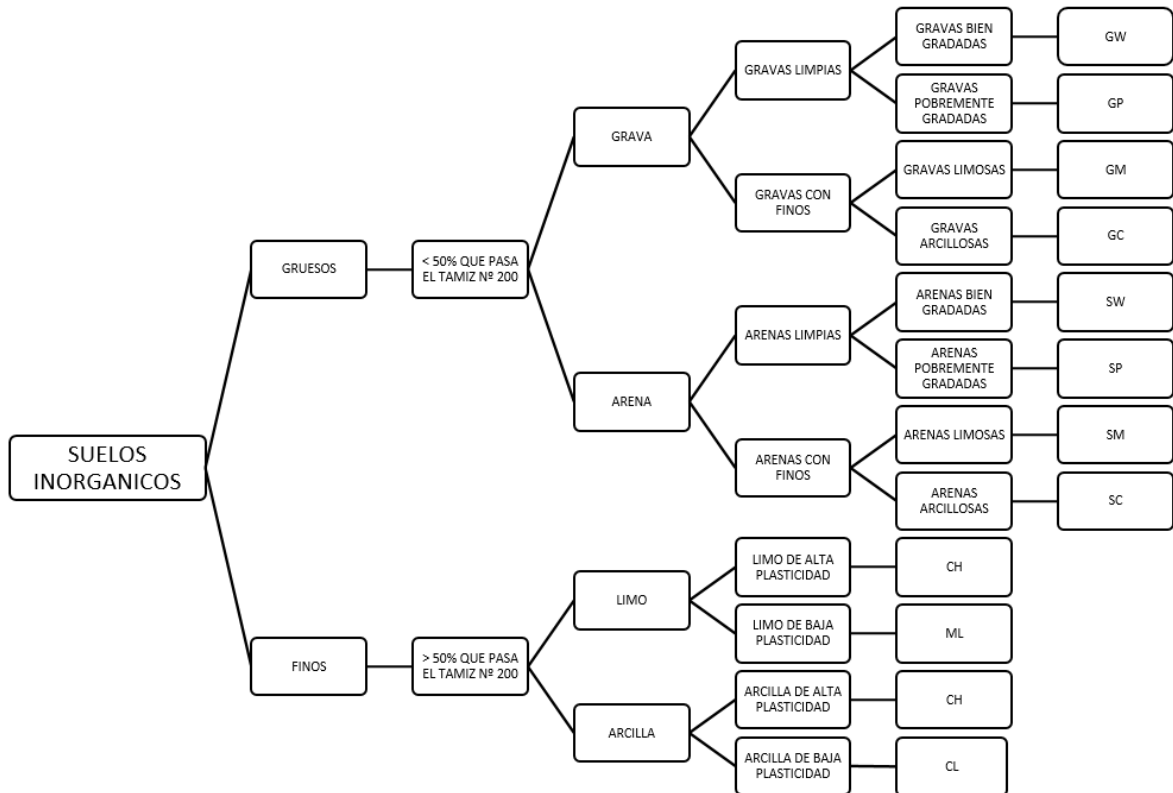 SUELOS
INORGANICOS
GRUESOS
< 50% QUE PASA
EL TAMIZ Nº 200
GRAVA
GRAVAS LIMPIAS
GRAVAS BIEN
GRADADAS
GW
GRAVAS
POBREMENTE
GRADADAS
GP
GRAVAS CON
FINOS
GRAVAS LIMOSAS
GM
GRAVAS
ARCILLOSAS
GC
ARENA
ARENAS LIMPIAS
ARENAS BIEN
GRADADAS
SW
ARENAS
POBREMENTE
GRADADAS
SP
ARENAS CON
FINOS
ARENAS LIMOSAS
SM
ARENAS
ARCILLOSAS
SC
FINOS
> 50% QUE PASA
EL TAMIZ Nº 200
LIMO
LIMO DE ALTA
PLASTICIDAD
CH
LIMO DE BAJA
PLASTICIDAD
ML
ARCILLA
ARCILLA DE ALTA
PLASTICIDAD
CH
ARCILLA DE BAJA
PLASTICIDAD
CL